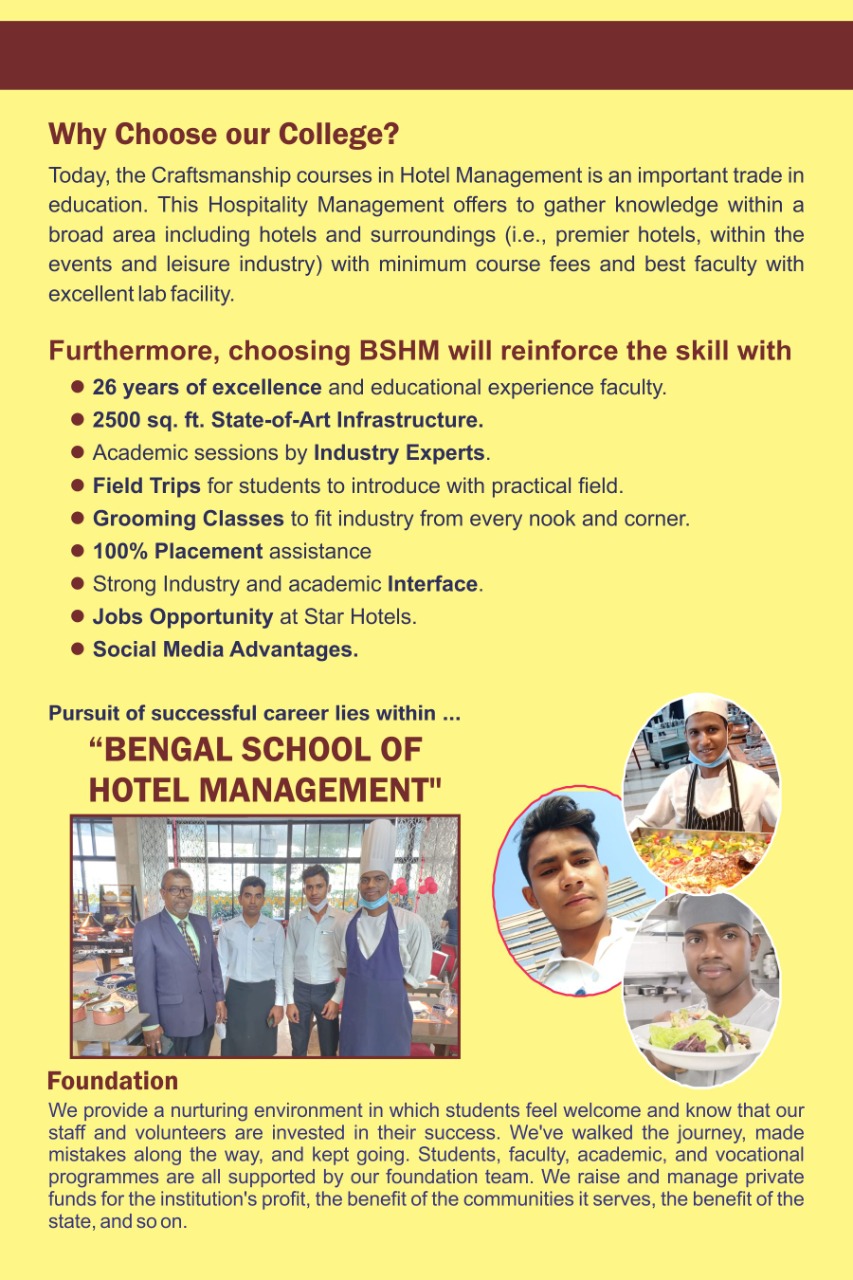 Why Choose our College?
Today, the Craftsmanship courses in Hotel Management is an important trade in
education. This Hospitality Management offers to gather knowledge within a
broad area including hotels and surroundings (i.e., premier hotels, within the
events and leisure industry) with minimum course fees and best faculty with
excellent lab facility.
Furthermore, choosing BSHM will reinforce the skill with
● 26 years of excellence and educational experience faculty.
● 2500 sq. ft. State-of-Art Infrastructure.
● Academic sessions by Industry Experts.
● Field Trips for students to introduce with practical field.
● Grooming Classes to fit industry from every nook and corner.
● 100% Placement assistance
● Strong Industry and academic Interface.
● Jobs Opportunity at Star Hotels.
● Social Media Advantages.
Pursuit of successful career lies within ...
“BENGAL SCHOOL OF
HOTEL MANAGEMENT"
Foundation
We provide a nurturing environment in which students feel welcome and know that our
staff and volunteers are invested in their success. We've walked the journey, made
mistakes along the way, and kept going. Students, faculty, academic, and vocational
programmes are all supported by our foundation team. We raise and manage private
funds for the institution's profit, the benefit of the communities it serves, the benefit of the
state, and so on.